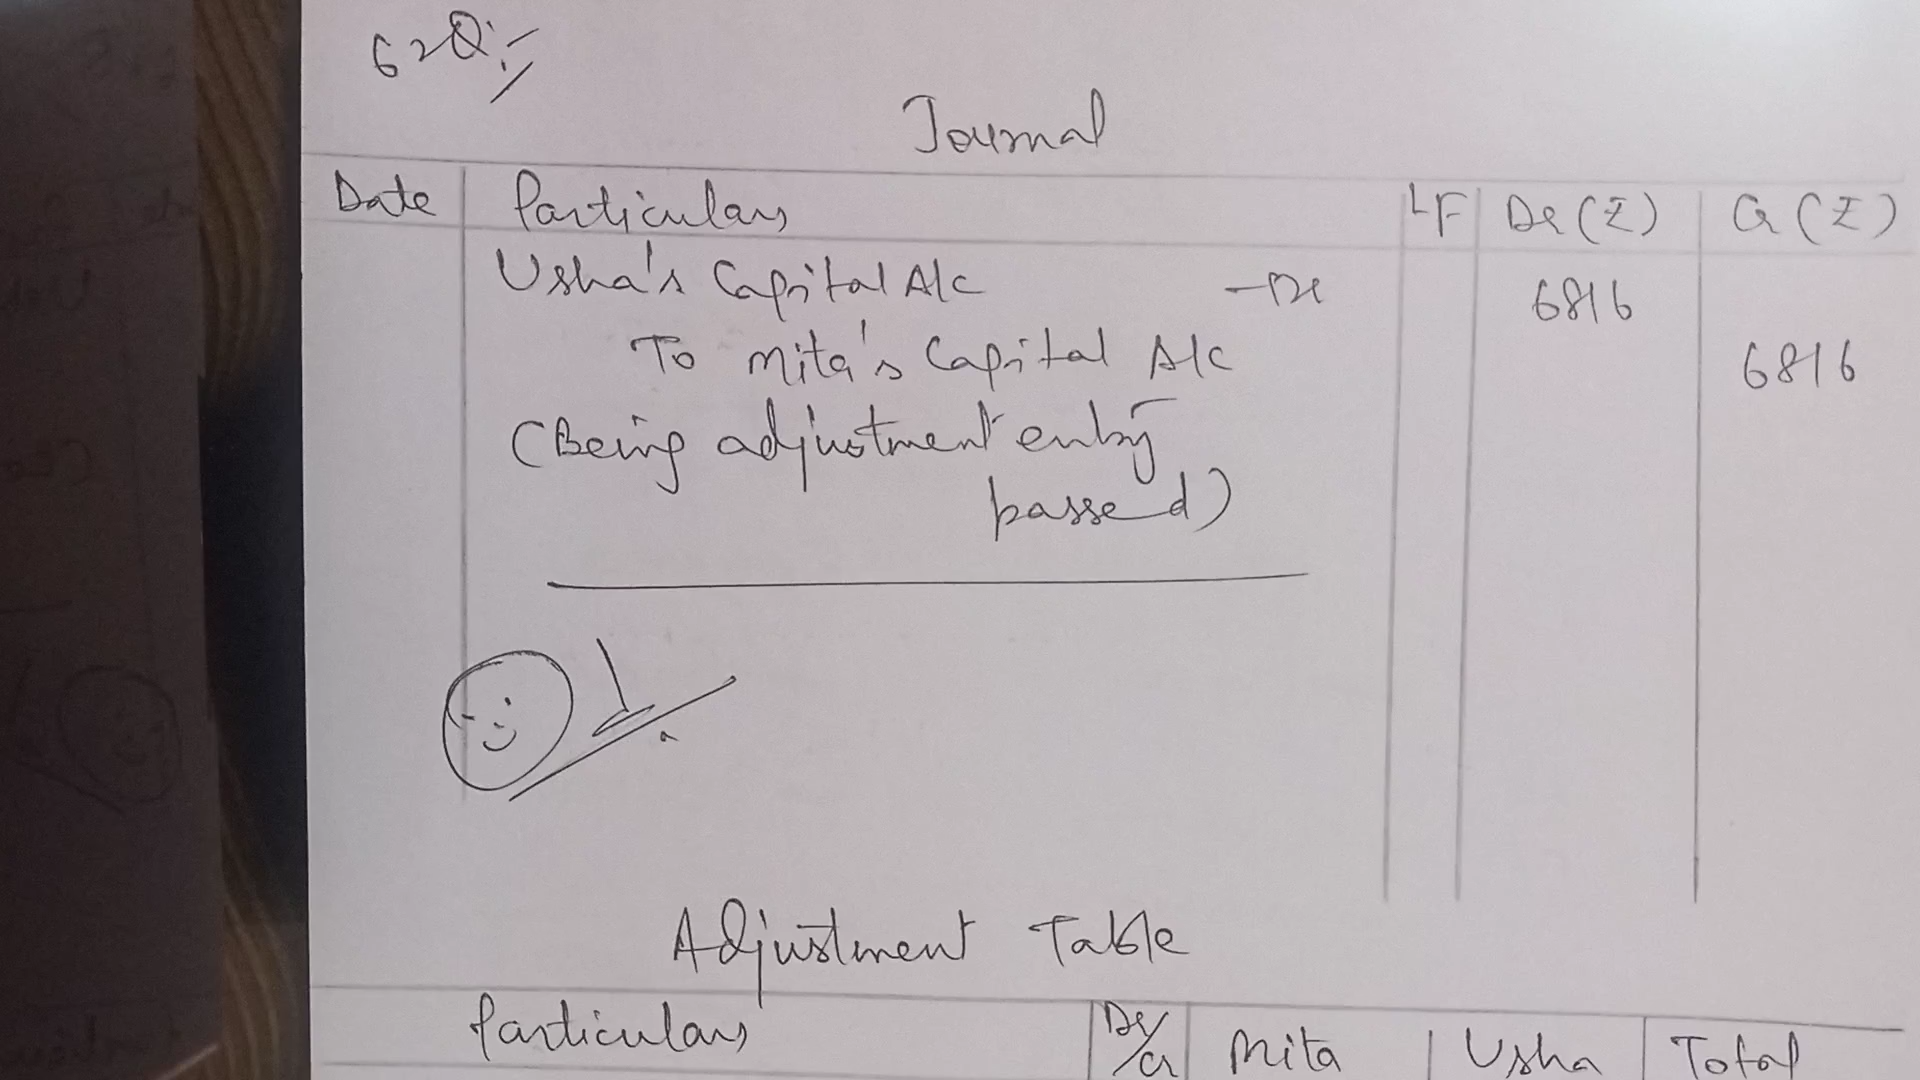 62Q:-
Journal
Date Particulars LF Dr (₹) Cr (₹)
Usha's Capital A/c -Dr 6816
To Mita's Capital A/c 6816
(Being adjustment entry
passed)
Adjustment Table
Particulars Dr/Cr Mita Usha Total